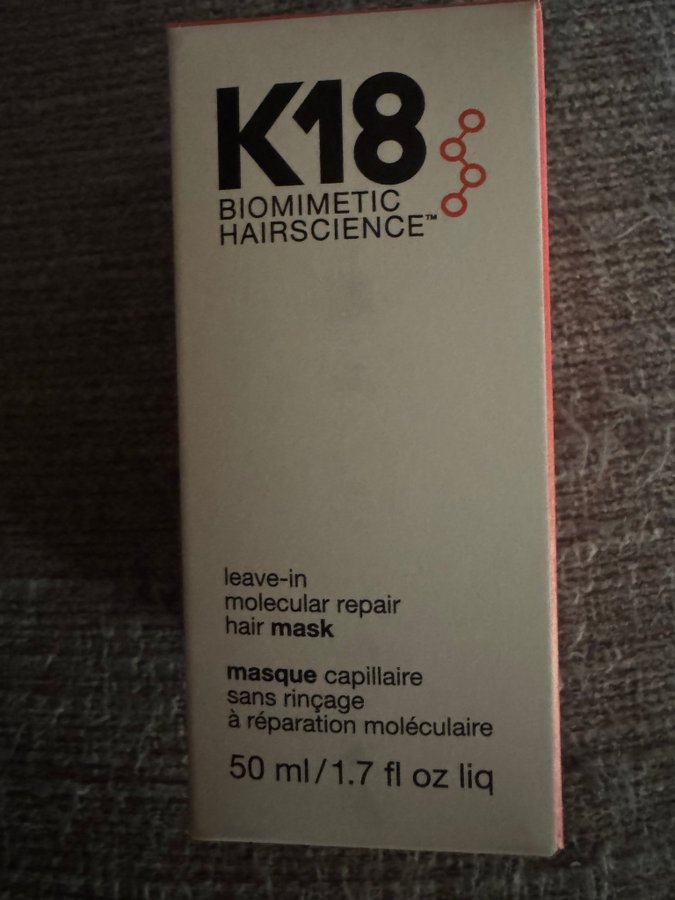 K18
BIOMIMETIC
HAIRSCIENCE™
leave-in
molecular repair
hair mask
masque capillaire
sans rinçage
à réparation moléculaire
50 ml/1.7 fl oz liq